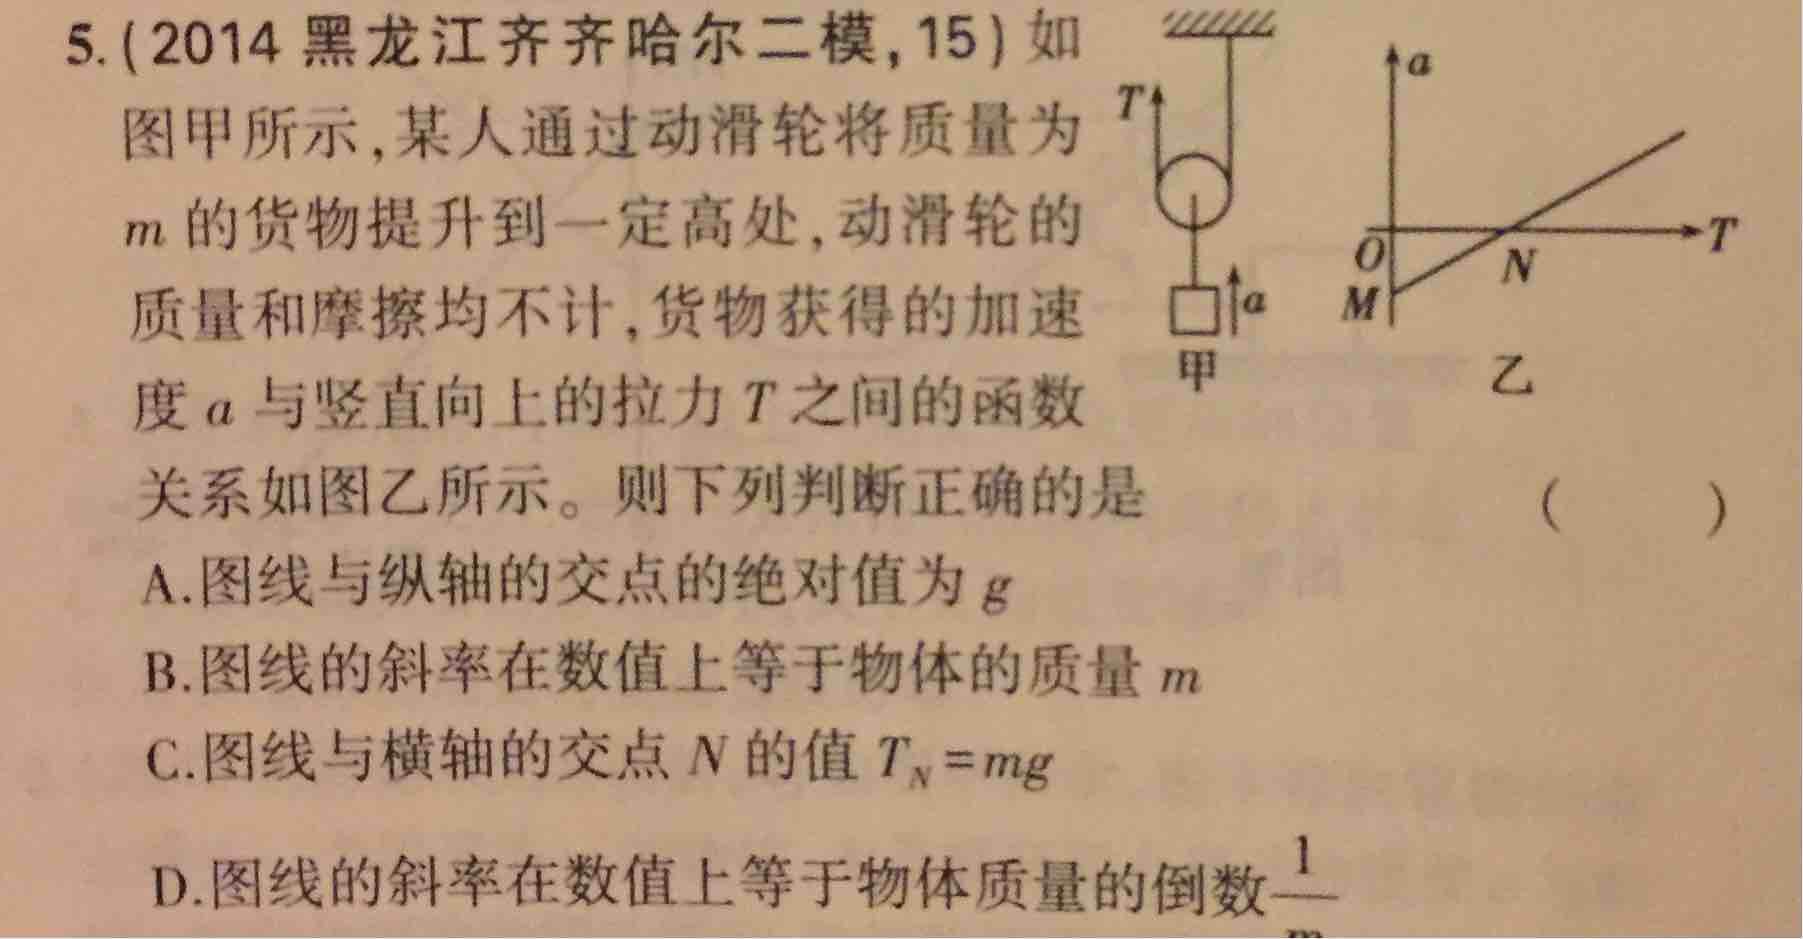 5.(2014 黑龙江齐齐哈尔二模,15)如
图甲所示,某人通过动滑轮将质量为
m 的货物提升到一定高处,动滑轮的
质量和摩擦均不计,货物获得的加速
度 a 与竖直向上的拉力 T 之间的函数
关系如图乙所示。则下列判断正确的是 ( )
A.图线与纵轴的交点的绝对值为 g
B.图线的斜率在数值上等于物体的质量 m
C.图线与横轴的交点 N 的值 T_N=mg
D.图线的斜率在数值上等于物体质量的倒数 1/m
T
a
甲
a
O
N
T
M
乙